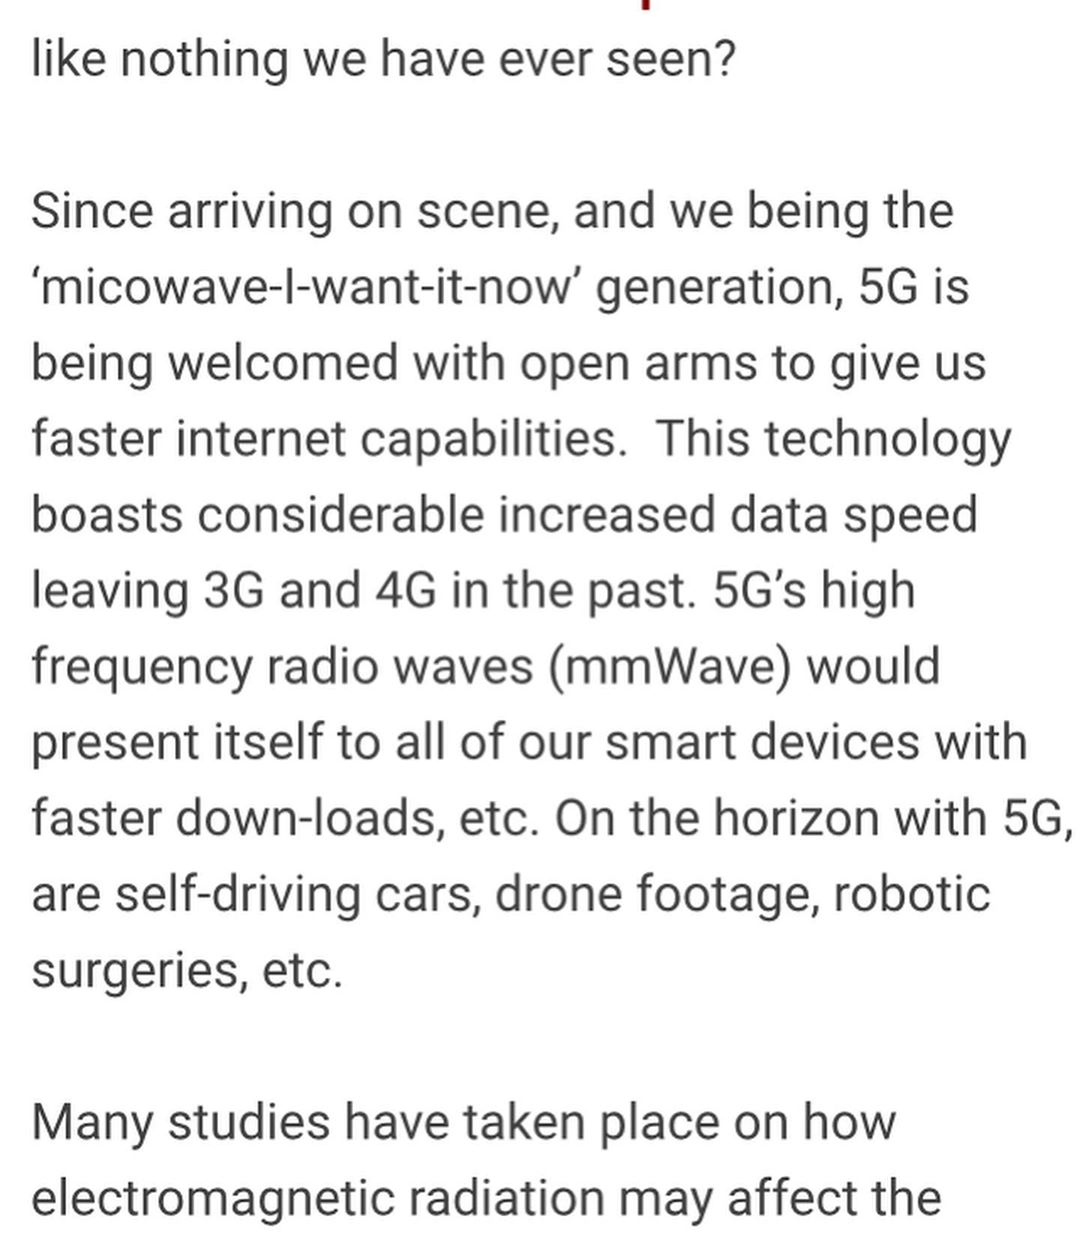 like nothing we have ever seen?
Since arriving on scene, and we being the
‘micowave-I-want-it-now’ generation, 5G is
being welcomed with open arms to give us
faster internet capabilities.  This technology
boasts considerable increased data speed
leaving 3G and 4G in the past. 5G’s high
frequency radio waves (mmWave) would
present itself to all of our smart devices with
faster down-loads, etc. On the horizon with 5G,
are self-driving cars, drone footage, robotic
surgeries, etc.
Many studies have taken place on how
electromagnetic radiation may affect the